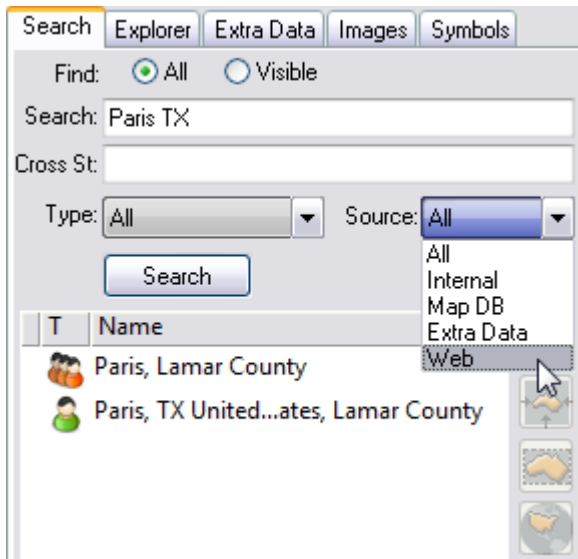 Search Explorer Extra Data Images Symbols
Find: All Visible
Search: Paris TX
Cross St:
Type: All Source: All
All
Internal
Search Map DB
Extra Data
T Name Web
Paris, Lamar County
Paris, TX United...ates, Lamar County